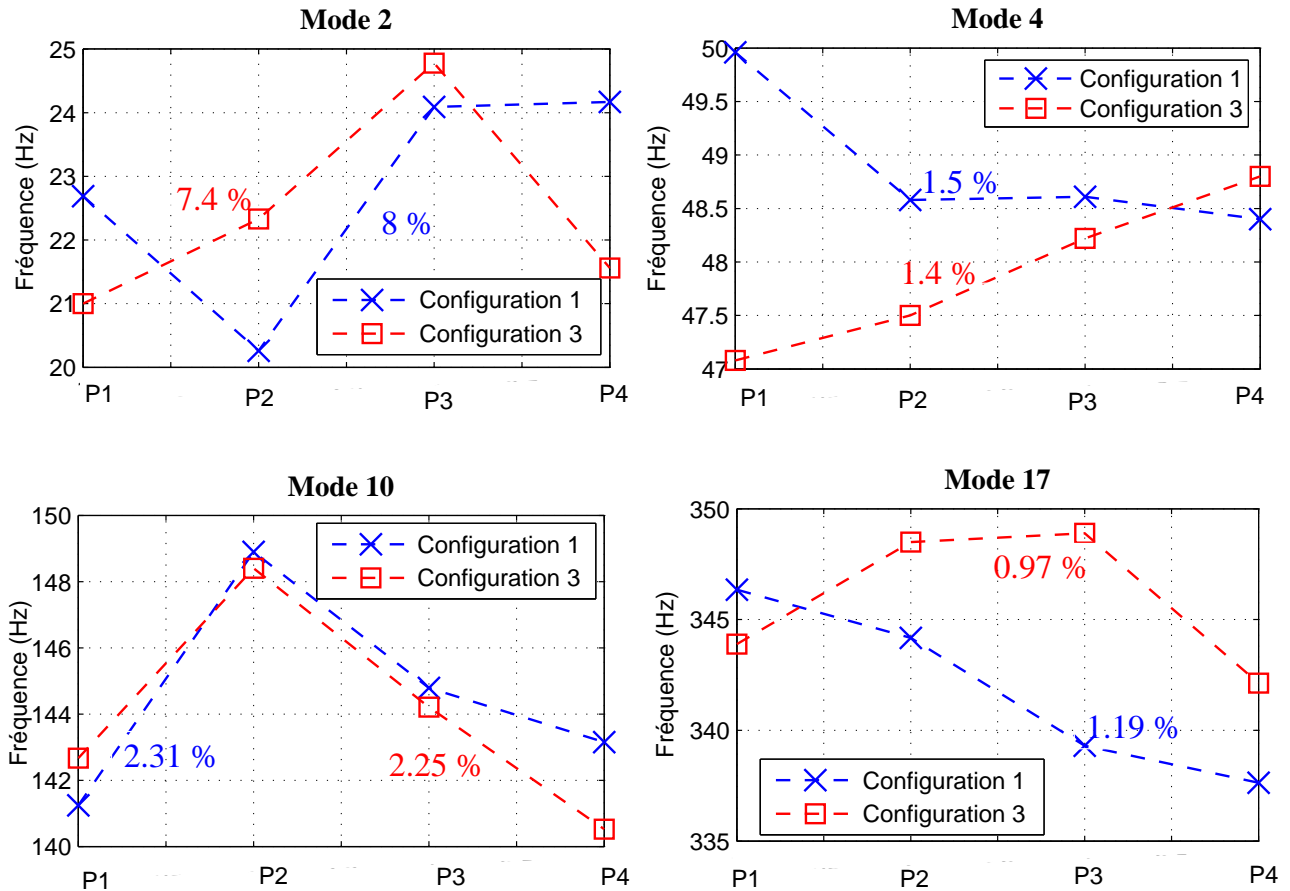 Mode 2
25
24
23
22
21
20
Fréquence (Hz)
7.4 %
8 %
Configuration 1
Configuration 3
P1 P2 P3 P4
Mode 4
50
49.5
49
48.5
48
47.5
47
Fréquence (Hz)
Configuration 1
Configuration 3
1.5 %
1.4 %
P1 P2 P3 P4
Mode 10
150
148
146
144
142
140
Fréquence (Hz)
Configuration 1
Configuration 3
2.31 %
2.25 %
P1 P2 P3 P4
Mode 17
350
345
340
335
Fréquence (Hz)
0.97 %
1.19 %
Configuration 1
Configuration 3
P1 P2 P3 P4